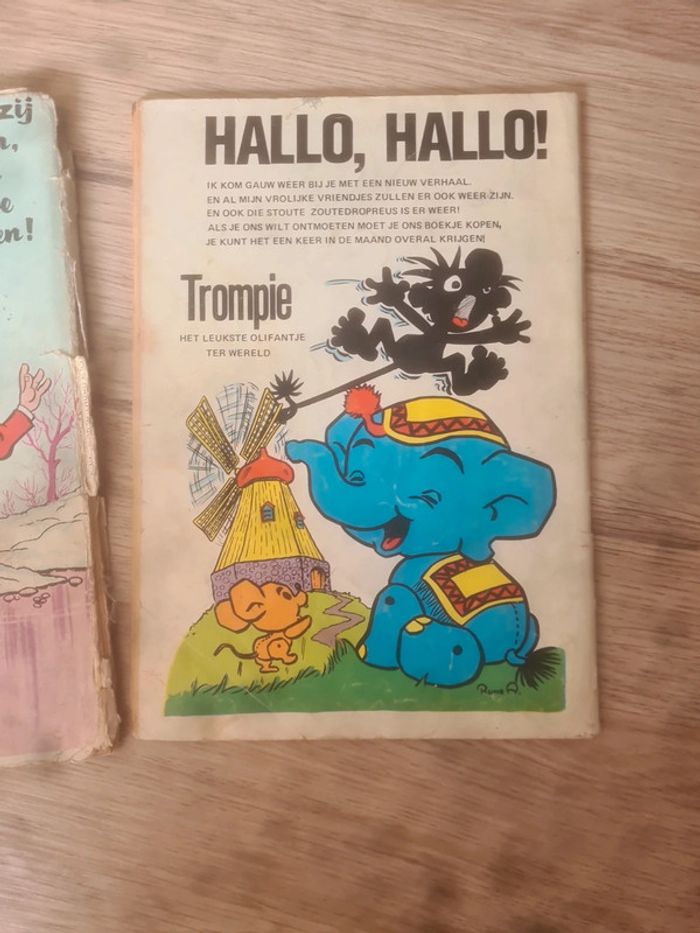 zij
n,
e
en!
HALLO, HALLO!
IK KOM GAUW WEER BIJ JE MET EEN NIEUW VERHAAL.
EN AL MIJN VROLIJKE VRIENDJES ZULLEN ER OOK WEER ZIJN.
EN OOK DIE STOUTE ZOUTEDROPREUS IS ER WEER!
ALS JE ONS WILT ONTMOETEN MOET JE ONS BOEKJE KOPEN,
JE KUNT HET EEN KEER IN DE MAAND OVERAL KRIJGEN!
Trompie
HET LEUKSTE OLIFANTJE
TER WERELD